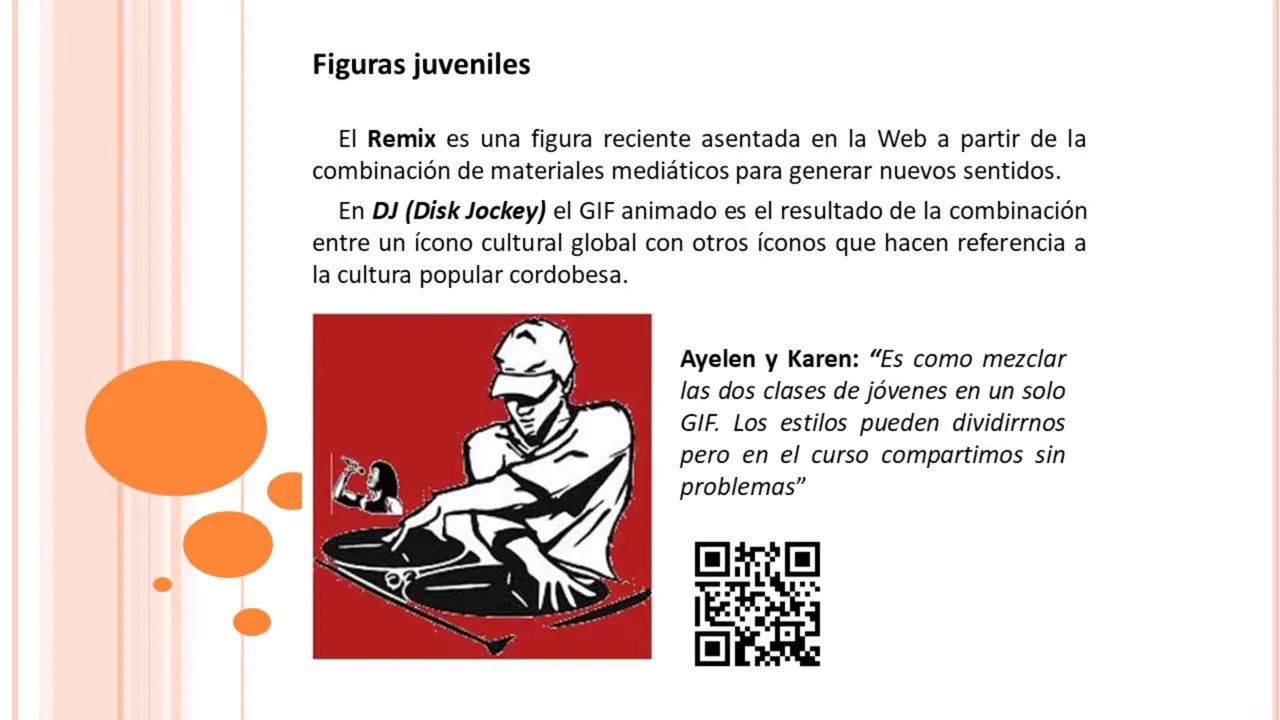 Figuras juveniles
El Remix es una figura reciente asentada en la Web a partir de la
combinación de materiales mediáticos para generar nuevos sentidos.
En DJ (Disk Jockey) el GIF animado es el resultado de la combinación
entre un ícono cultural global con otros íconos que hacen referencia a
la cultura popular cordobesa.
Ayelen y Karen: “Es como mezclar
las dos clases de jóvenes en un solo
GIF. Los estilos pueden dividirrnos
pero en el curso compartimos sin
problemas”